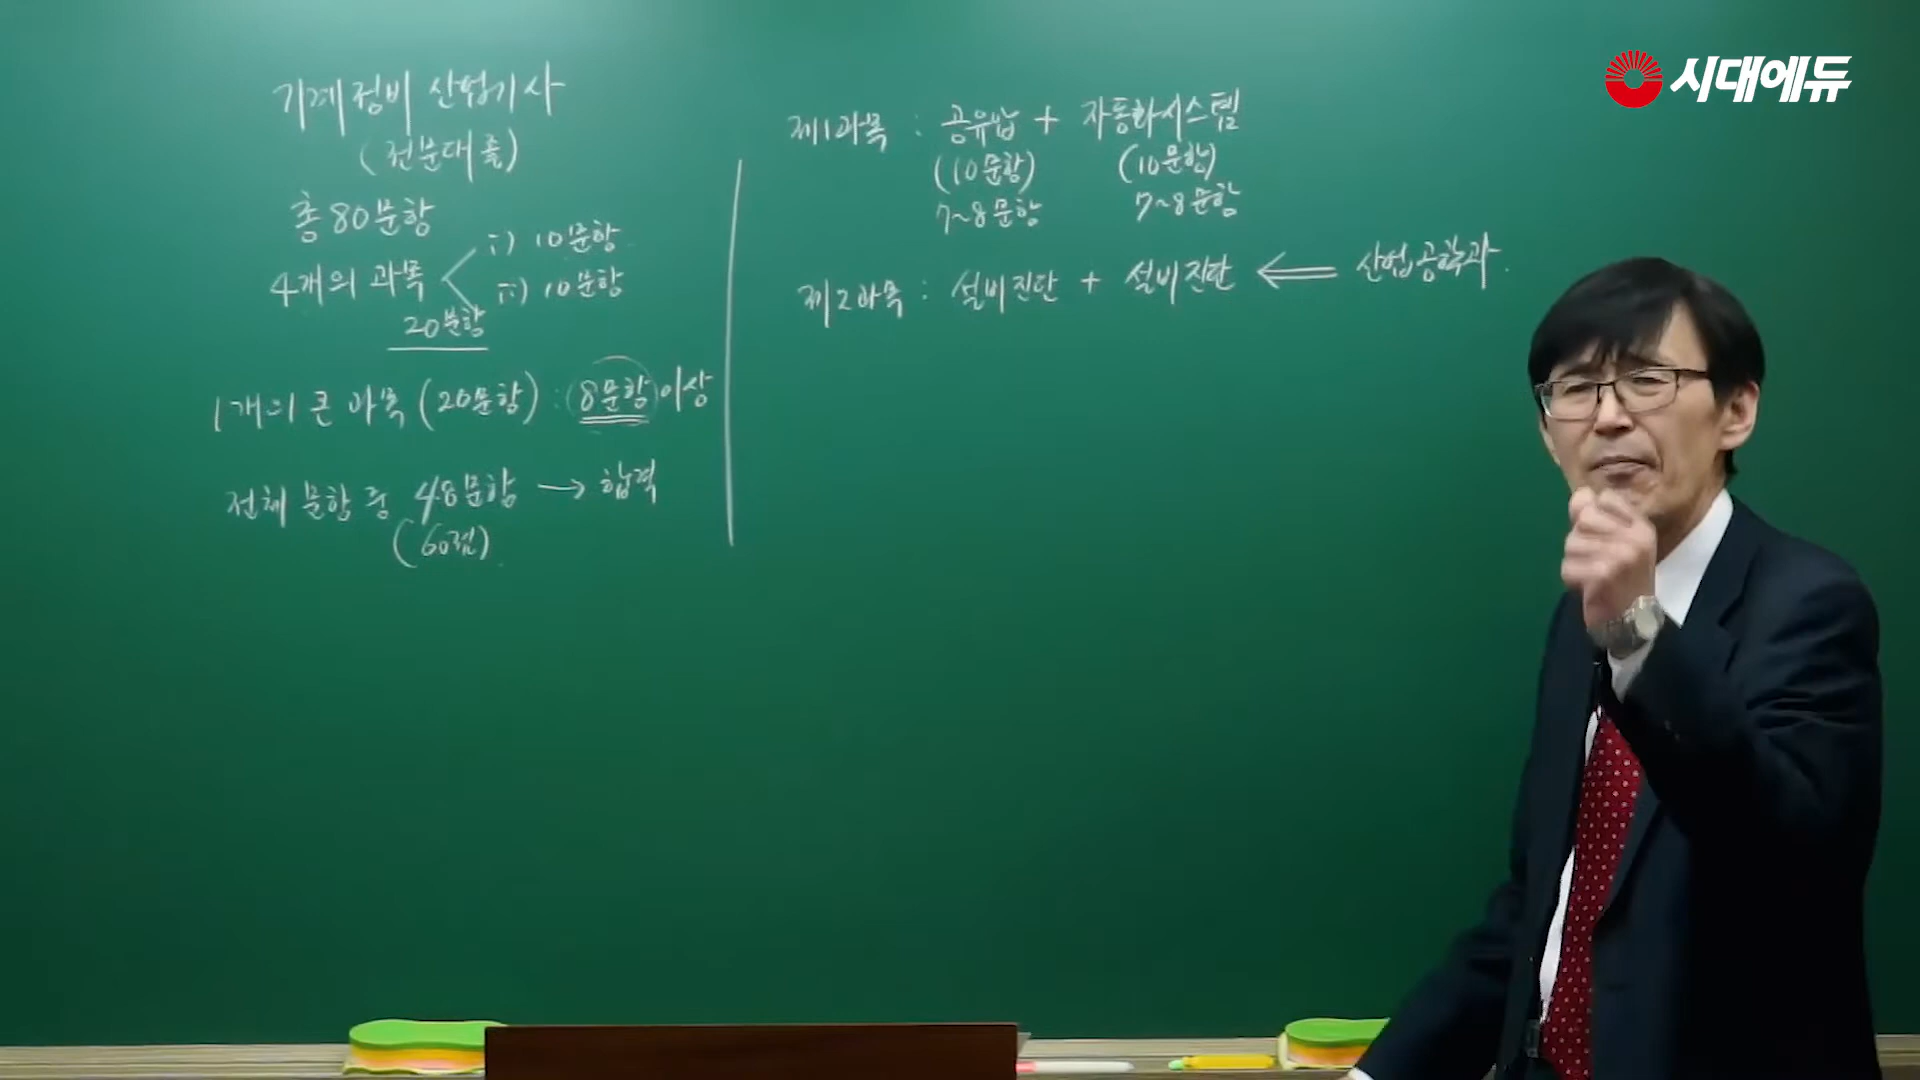 시대에듀
기계정비 산업기사
(전문대졸)
총 80문항
4개의 과목
i) 10문항
ii) 10문항
20문항
1개의 큰 과목 (20문항) : 8문항 이상
전체 문항 중 48문항 → 합격
(60점)
제1과목 : 공유압 + 자동화시스템
(10문항) (10문항)
7~8문항 7~8문항
제2과목 : 설비진단 + 설비진단 ⇐ 산업공학과.